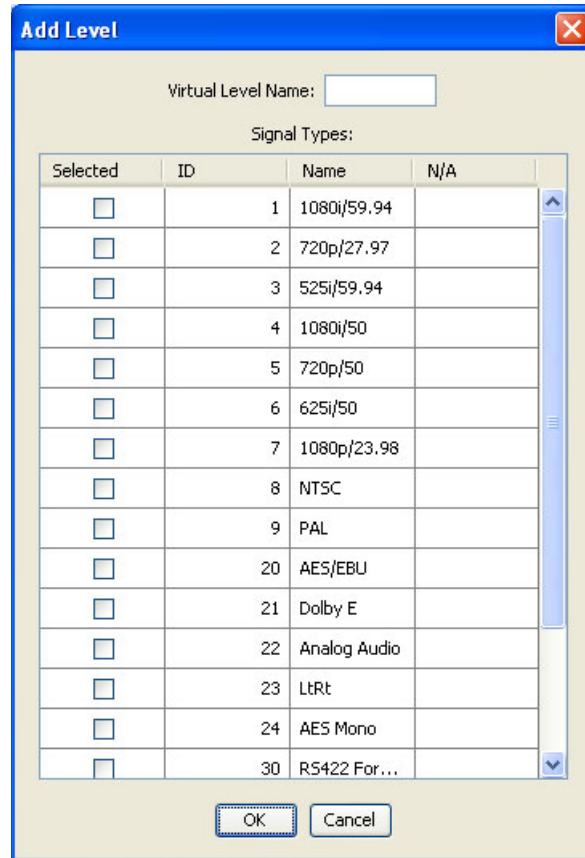 Add Level
Virtual Level Name:
Signal Types:
Selected ID Name N/A
1 1080i/59.94
2 720p/27.97
3 525i/59.94
4 1080i/50
5 720p/50
6 625i/50
7 1080p/23.98
8 NTSC
9 PAL
20 AES/EBU
21 Dolby E
22 Analog Audio
23 LtRt
24 AES Mono
30 RS422 For...
OK Cancel